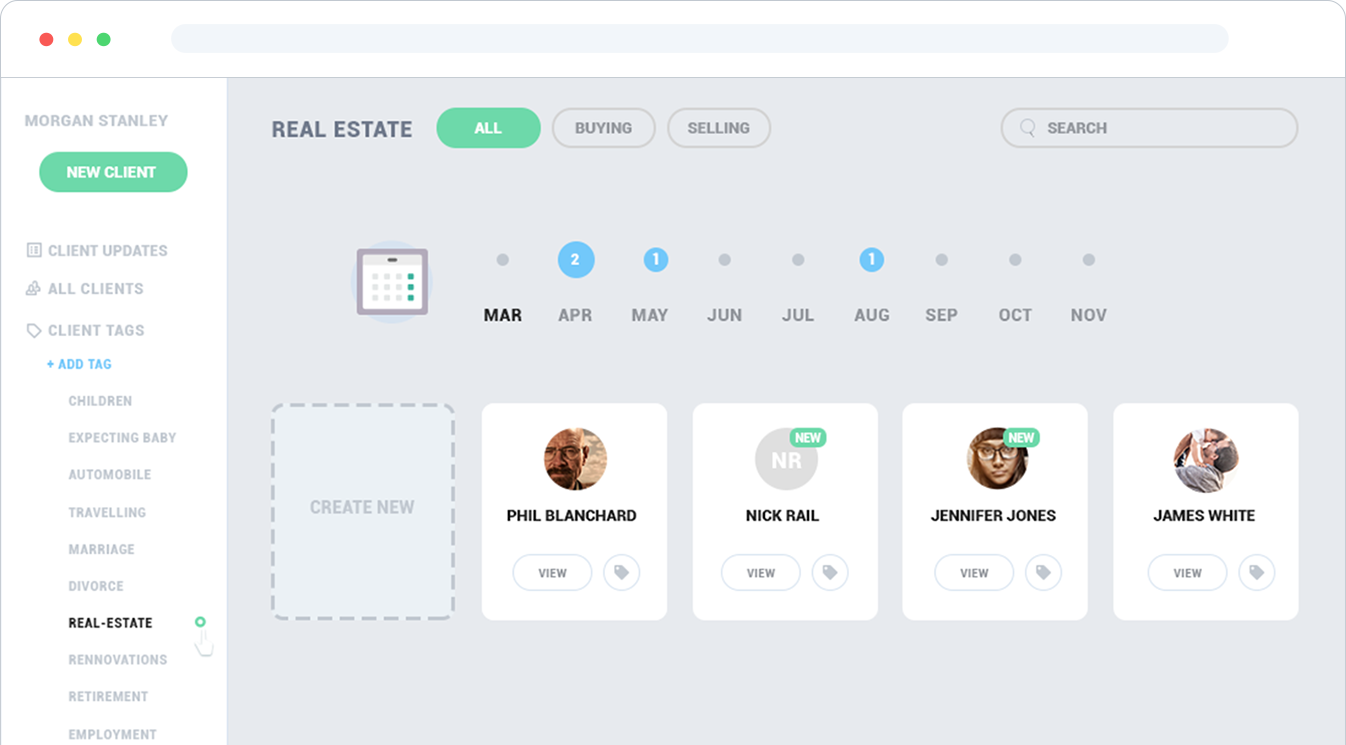 MORGAN STANLEY
NEW CLIENT
CLIENT UPDATES
ALL CLIENTS
CLIENT TAGS
+ ADD TAG
CHILDREN
EXPECTING BABY
AUTOMOBILE
TRAVELLING
MARRIAGE
DIVORCE
REAL-ESTATE
RENNOVATIONS
RETIREMENT
EMPLOYMENT
REAL ESTATE ALL BUYING SELLING SEARCH
2 1 1
MAR APR MAY JUN JUL AUG SEP OCT NOV
CREATE NEW
PHIL BLANCHARD
VIEW
NEW
NR
NICK RAIL
VIEW
NEW
JENNIFER JONES
VIEW
JAMES WHITE
VIEW